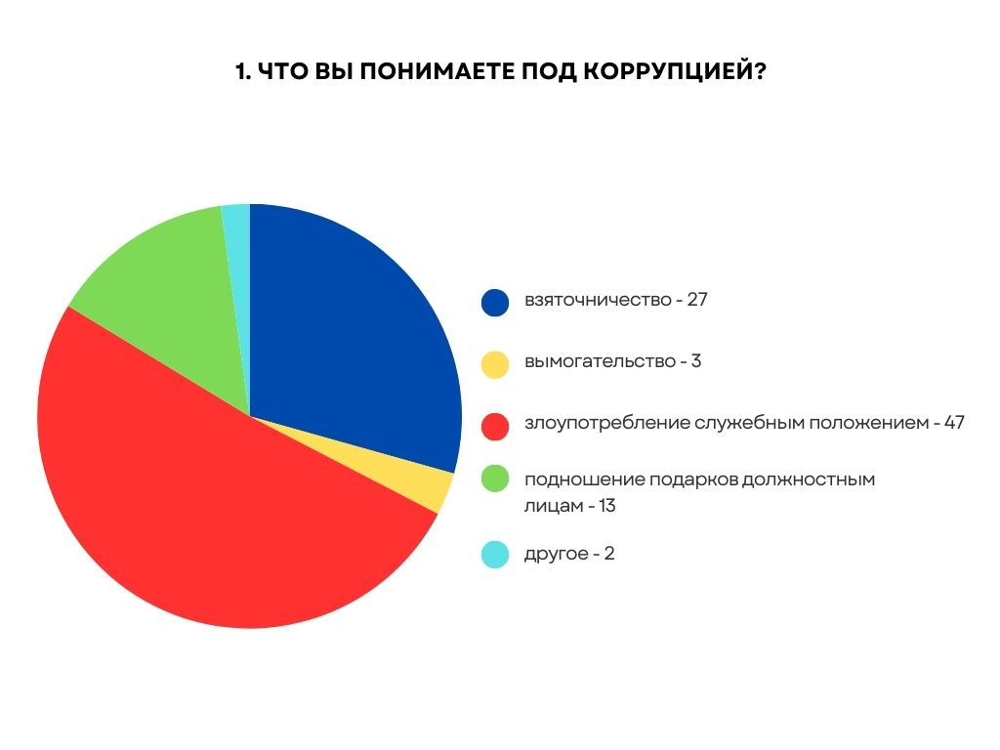 1. ЧТО ВЫ ПОНИМАЕТЕ ПОД КОРРУПЦИЕЙ?
взяточничество - 27
вымогательство - 3
злоупотребление служебным положением - 47
подношение подарков должностным
лицам - 13
другое - 2